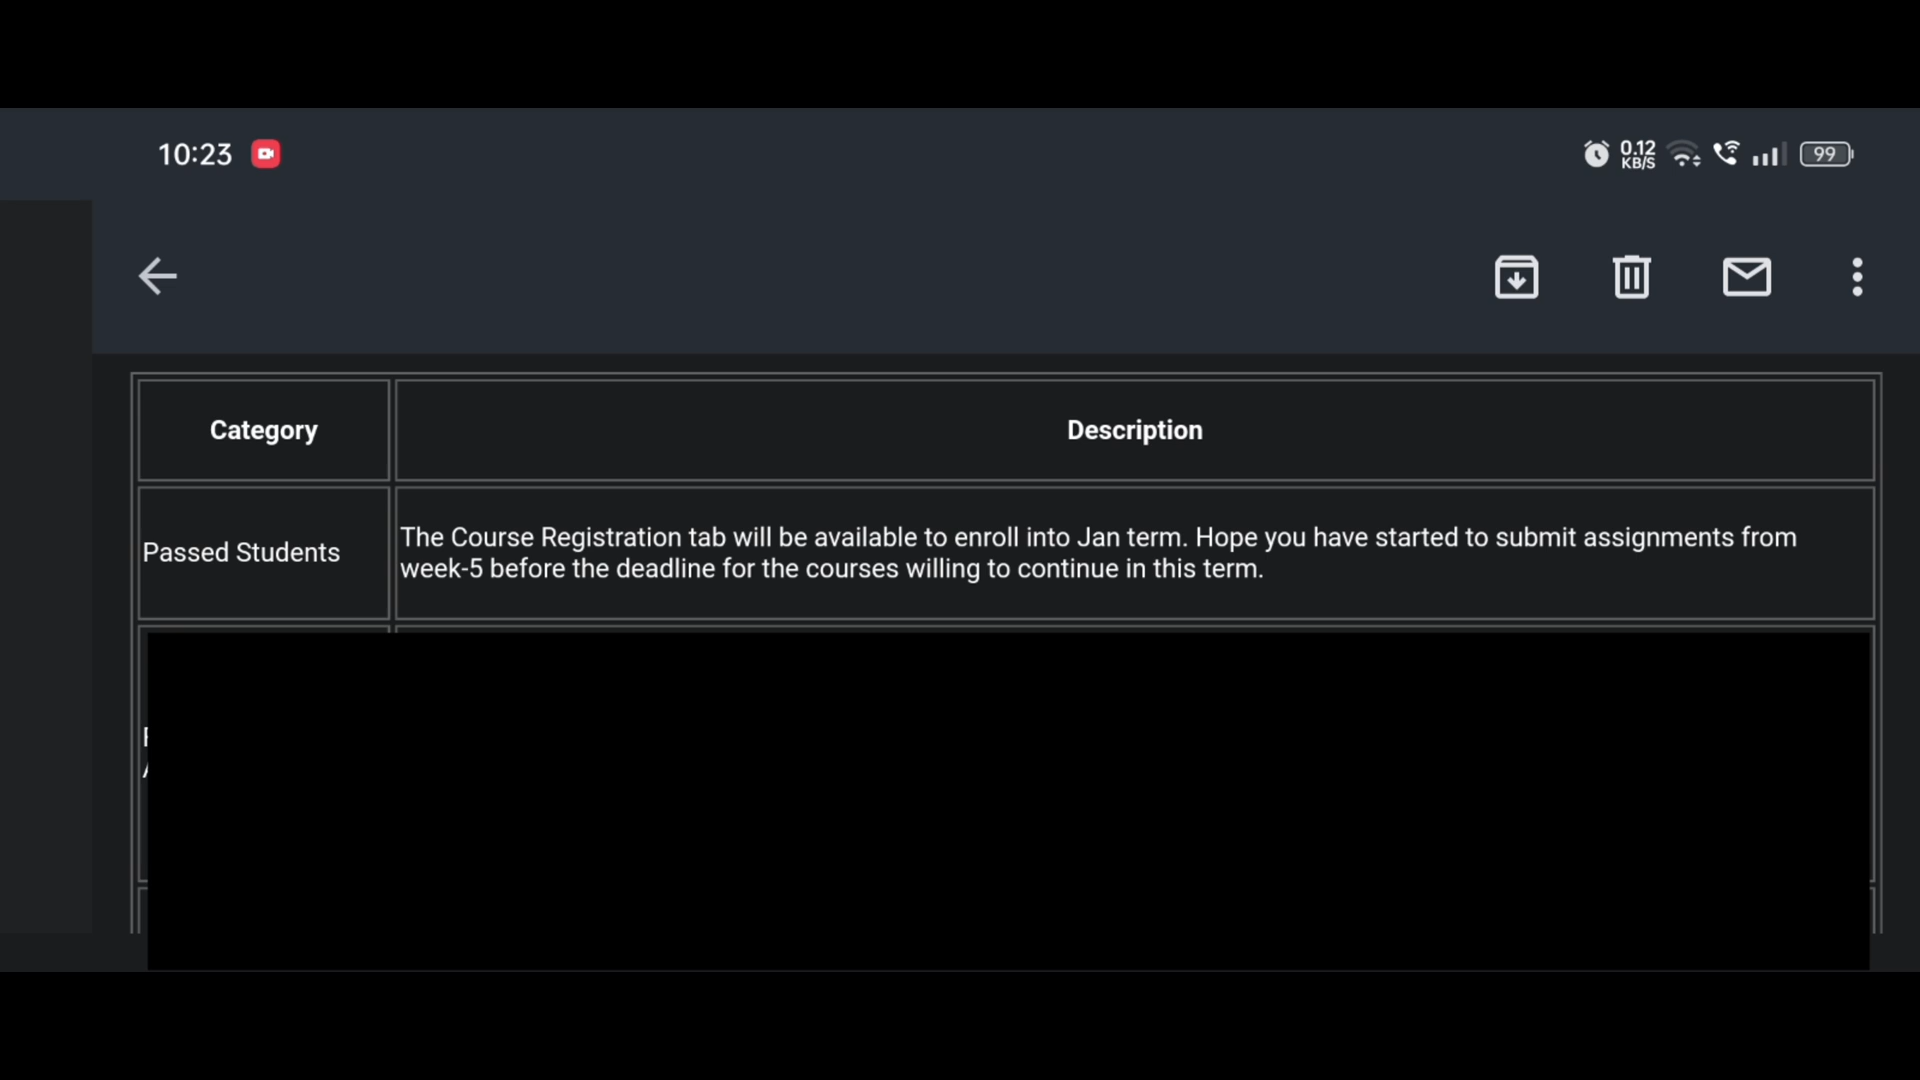 10:23
0.12
KB/S
99
Category
Description
Passed Students
The Course Registration tab will be available to enroll into Jan term. Hope you have started to submit assignments from
week-5 before the deadline for the courses willing to continue in this term.